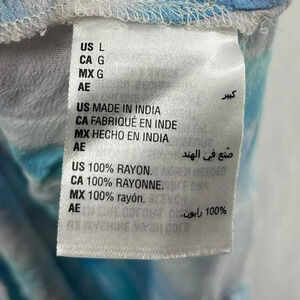 US L
CA G
MX G
AE كبير
US MADE IN INDIA
CA FABRIQUÉ EN INDE
MX HECHO EN INDIA
AE صُنع في الهند
US 100% RAYON.
CA 100% RAYONNE.
MX 100% rayón.
AE 100% رايون.